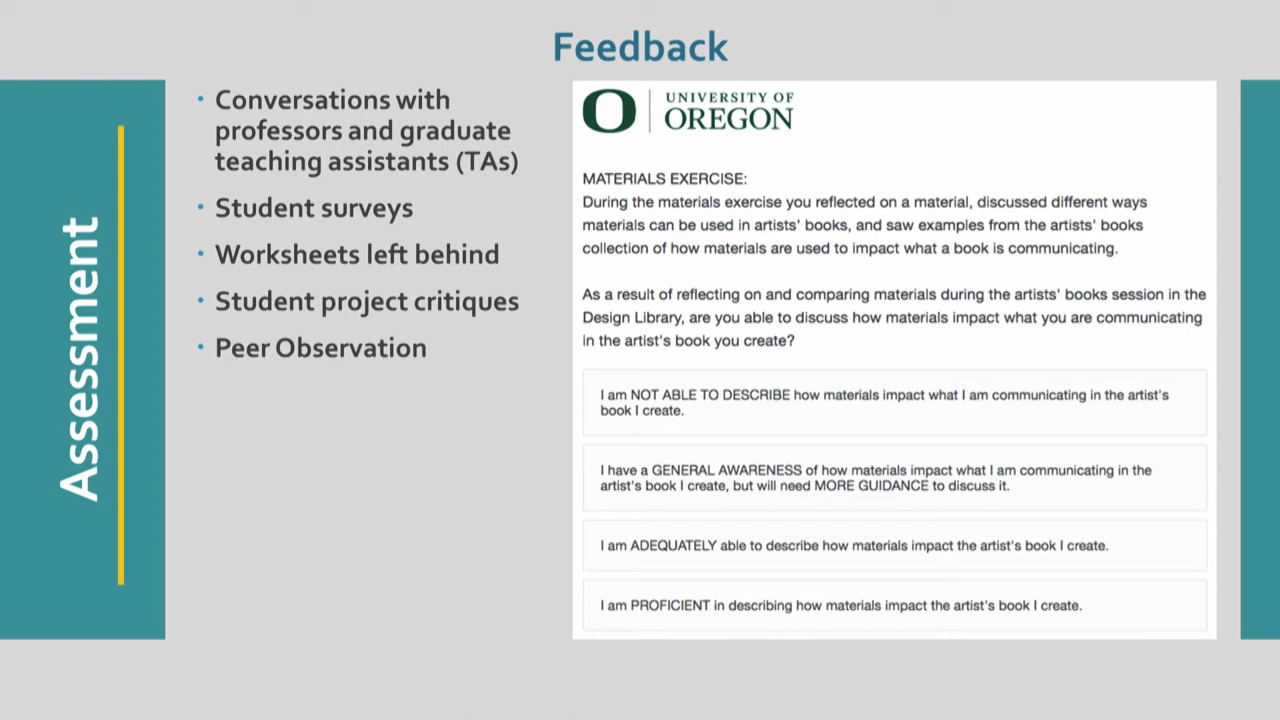 Feedback
Assessment
• Conversations with
professors and graduate
teaching assistants (TAs)
• Student surveys
• Worksheets left behind
• Student project critiques
• Peer Observation
UNIVERSITY OF
OREGON
MATERIALS EXERCISE:
During the materials exercise you reflected on a material, discussed different ways
materials can be used in artists' books, and saw examples from the artists' books
collection of how materials are used to impact what a book is communicating.
As a result of reflecting on and comparing materials during the artists' books session in the
Design Library, are you able to discuss how materials impact what you are communicating
in the artist's book you create?
I am NOT ABLE TO DESCRIBE how materials impact what I am communicating in the artist's
book I create.
I have a GENERAL AWARENESS of how materials impact what I am communicating in the
artist's book I create, but will need MORE GUIDANCE to discuss it.
I am ADEQUATELY able to describe how materials impact the artist's book I create.
I am PROFICIENT in describing how materials impact the artist's book I create.